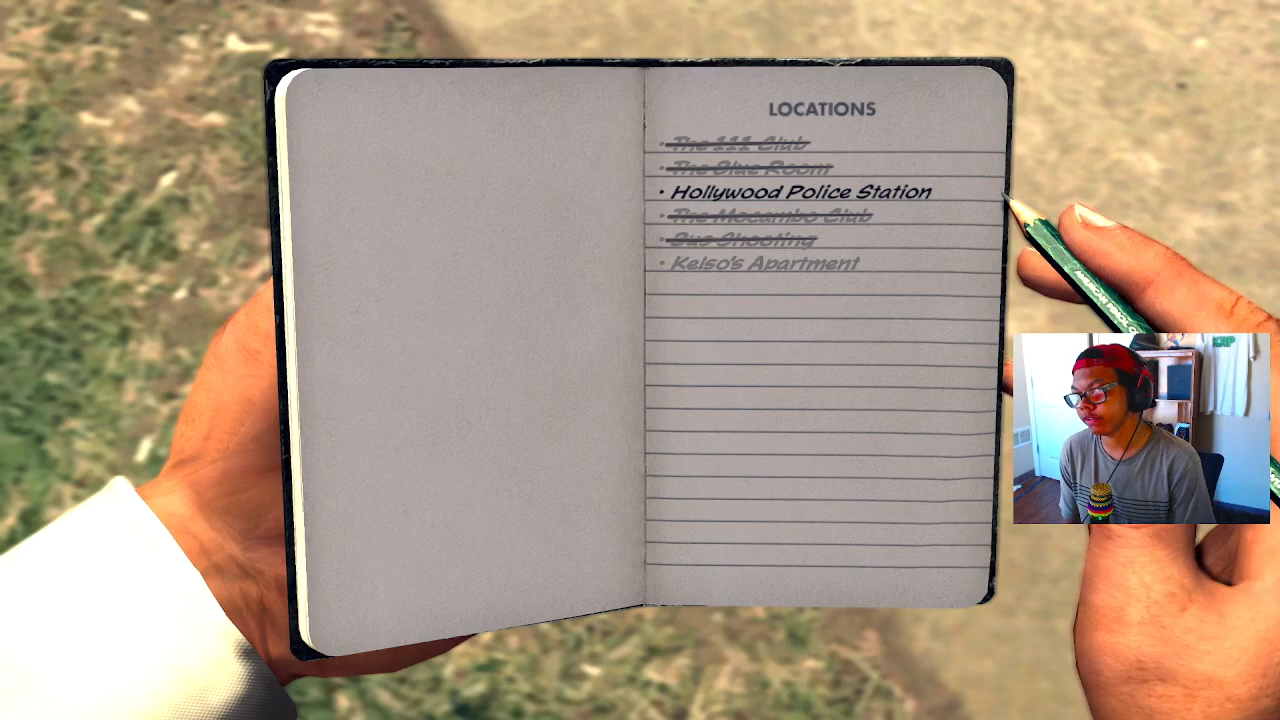 LOCATIONS
· The 111 Club
· The Blue Room
· Hollywood Police Station
· The Mocambo Club
· Bus Shooting
· Kelso's Apartment